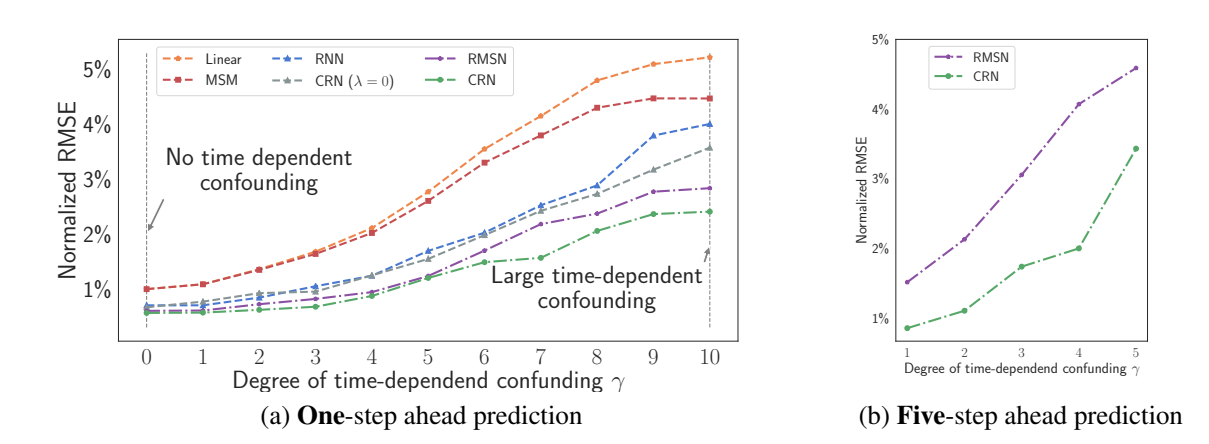 Linear
MSM
RNN
CRN (λ = 0)
RMSN
CRN
No time dependent
confounding
Large time-dependent
confounding
Normalized RMSE
5%
4%
3%
2%
1%
0 1 2 3 4 5 6 7 8 9 10
Degree of time-dependend confunding γ
(a) One-step ahead prediction
RMSN
CRN
Normalized RMSE
5%
4%
3%
2%
1%
1 2 3 4 5
Degree of time-dependend confunding γ
(b) Five-step ahead prediction